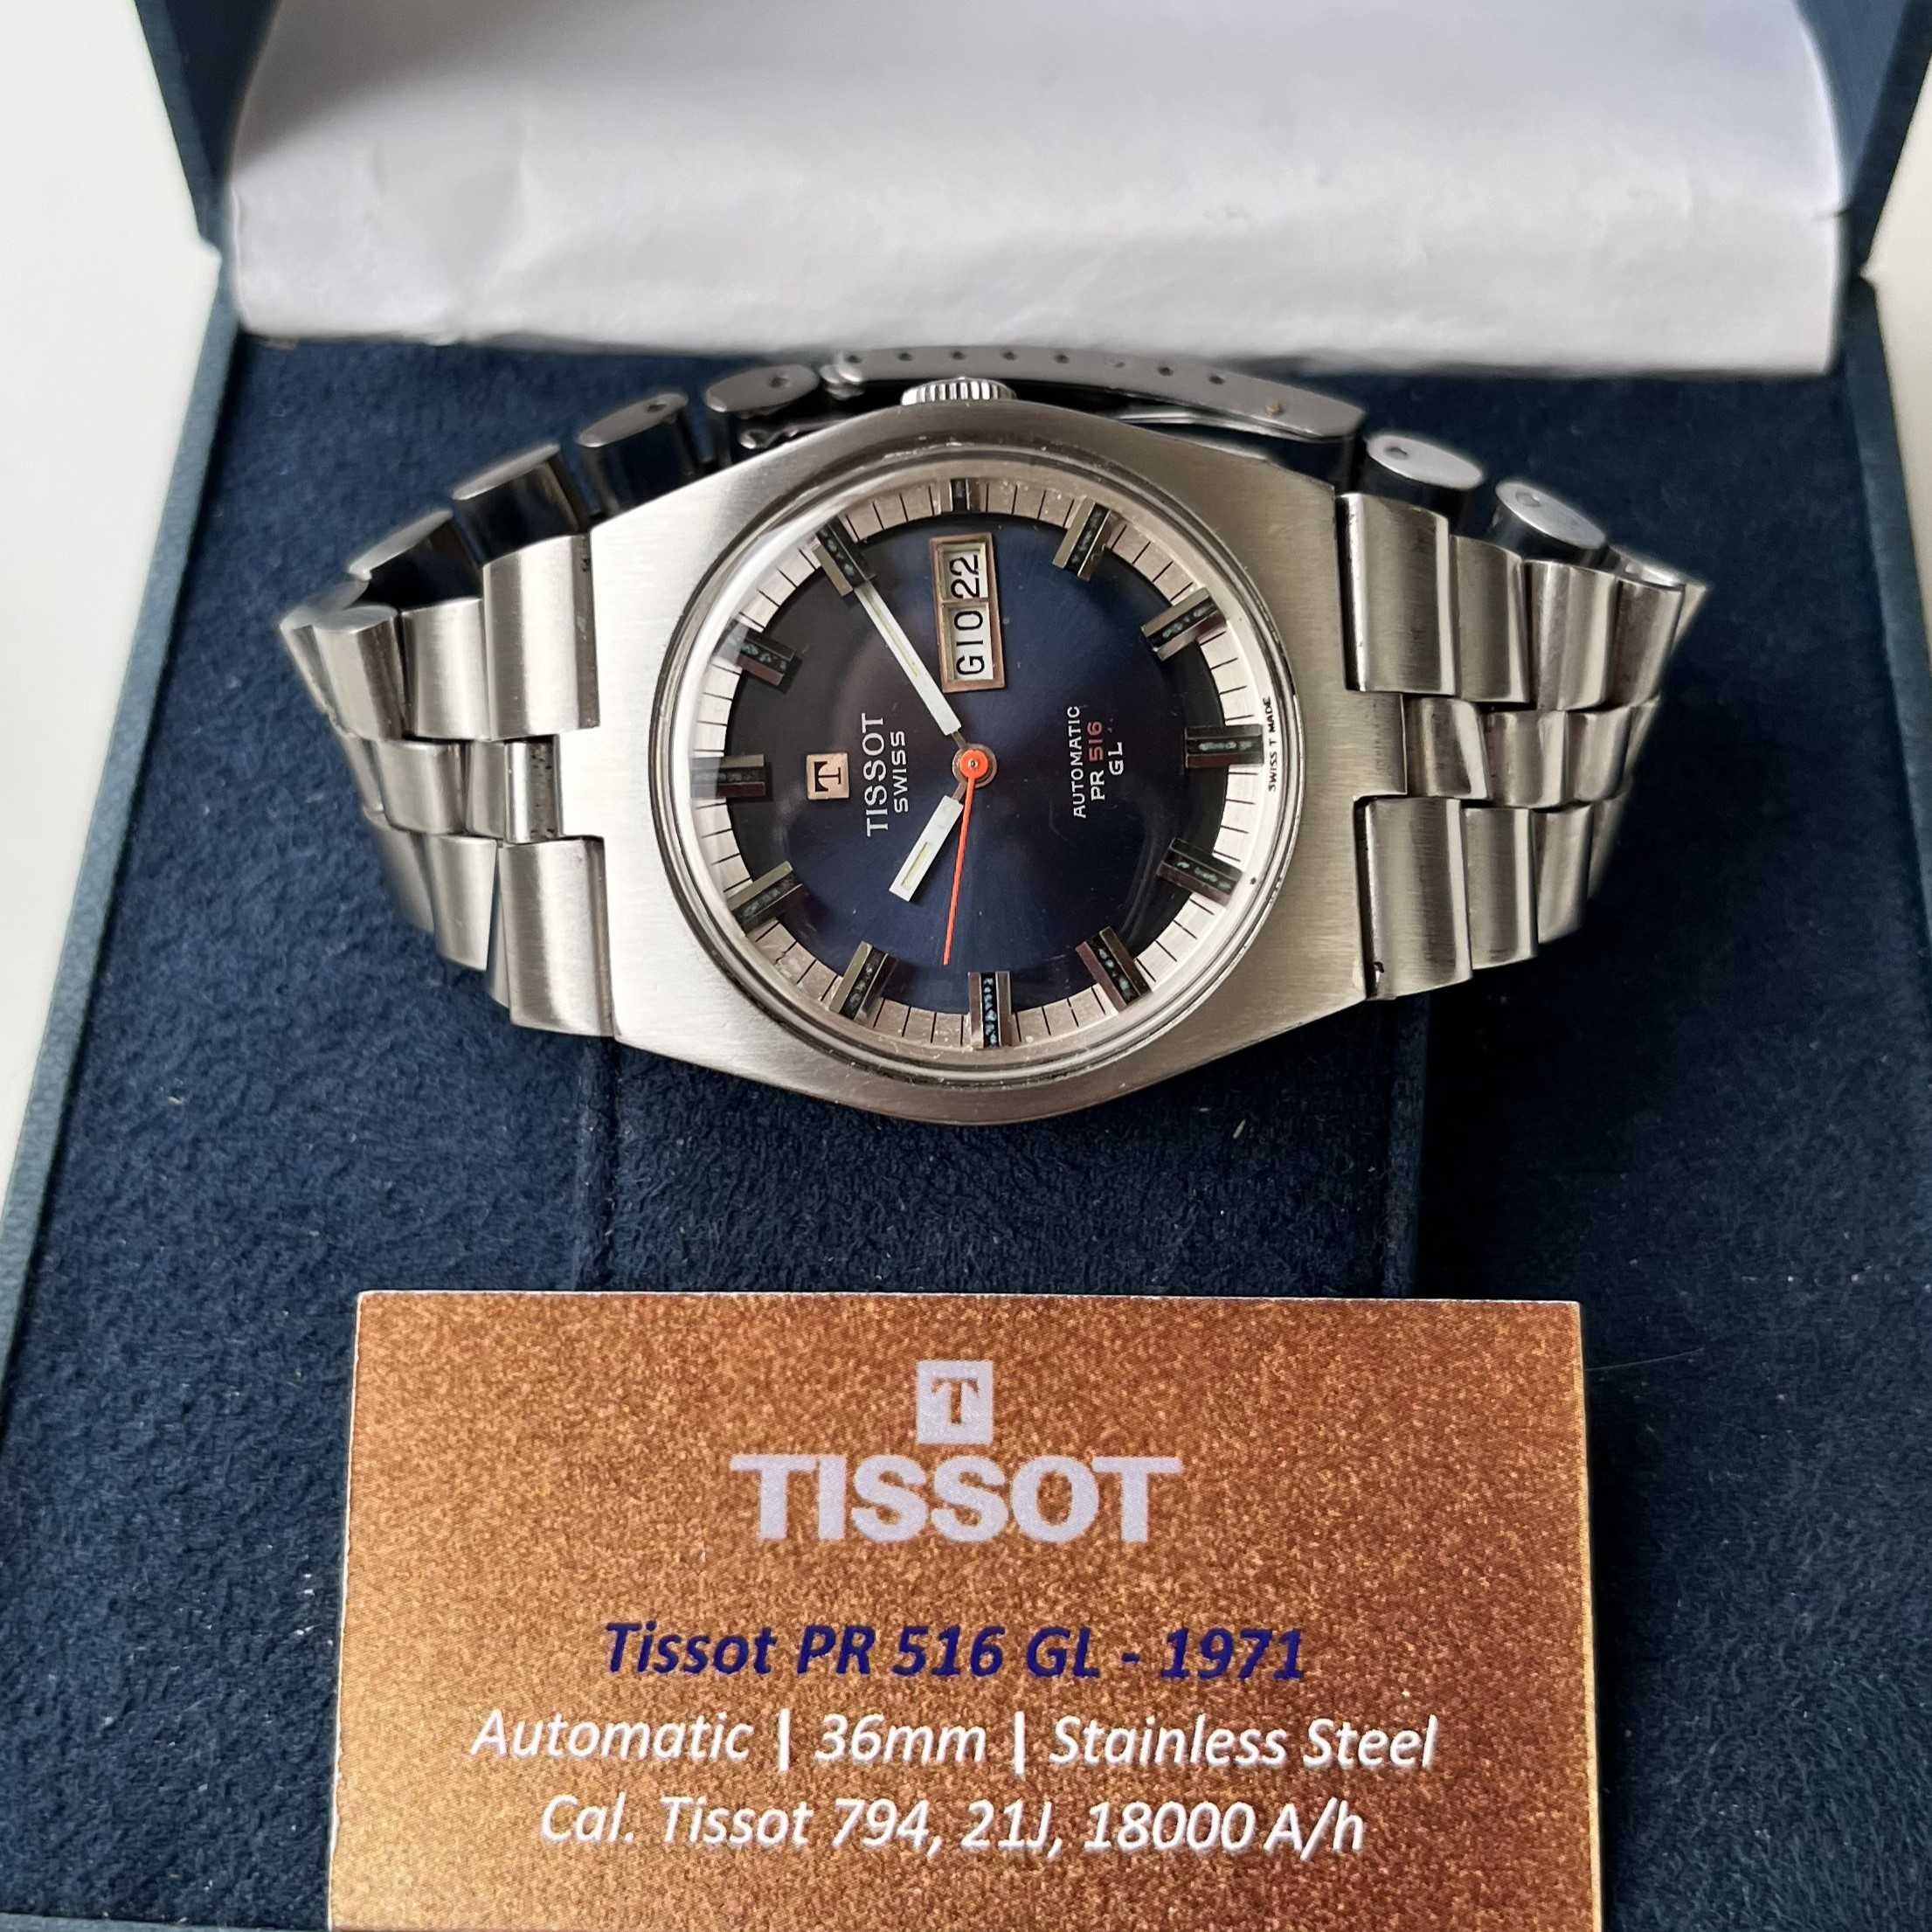 T
TISSOT
SWISS
GIO 22
AUTOMATIC
PR 516
GL
SWISS T MADE
T
TISSOT
Tissot PR 516 GL - 1971
Automatic | 36mm | Stainless Steel
Cal. Tissot 794, 21J, 18000 A/h